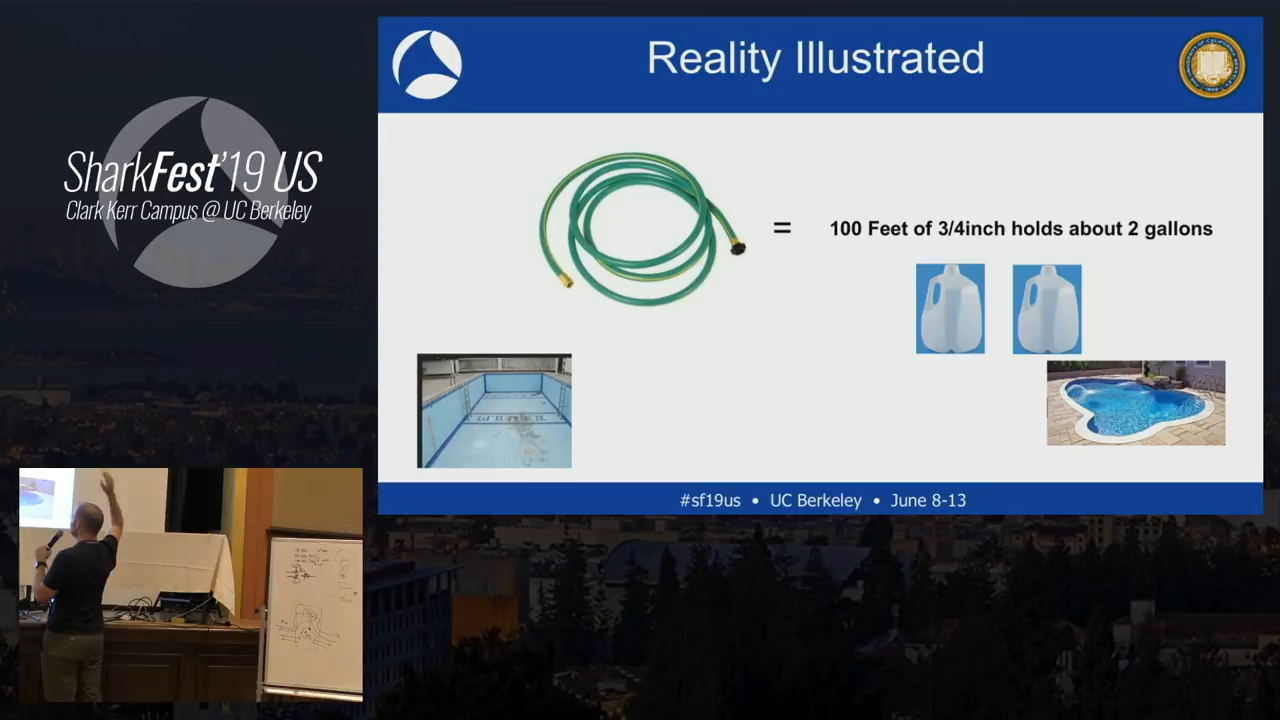 Reality Illustrated
SharkFest'19 US
Clark Kerr Campus @ UC Berkeley
= 100 Feet of 3/4inch holds about 2 gallons
#sf19us • UC Berkeley • June 8-13